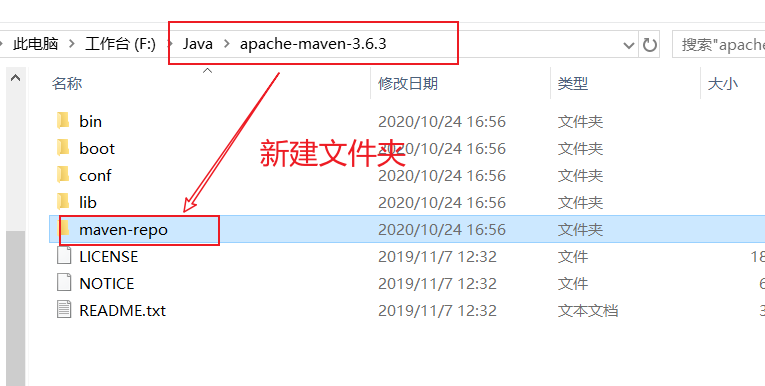 此电脑 > 工作台 (F:) > Java > apache-maven-3.6.3 搜索"apache
名称 修改日期 类型 大小
bin 2020/10/24 16:56 文件夹
boot 2020/10/24 16:56 文件夹
新建文件夹
conf 2020/10/24 16:56 文件夹
lib 2020/10/24 16:56 文件夹
maven-repo 2020/10/24 16:56 文件夹
LICENSE 2019/11/7 12:32 文件 18
NOTICE 2019/11/7 12:32 文件 6
README.txt 2019/11/7 12:32 文本文档 3